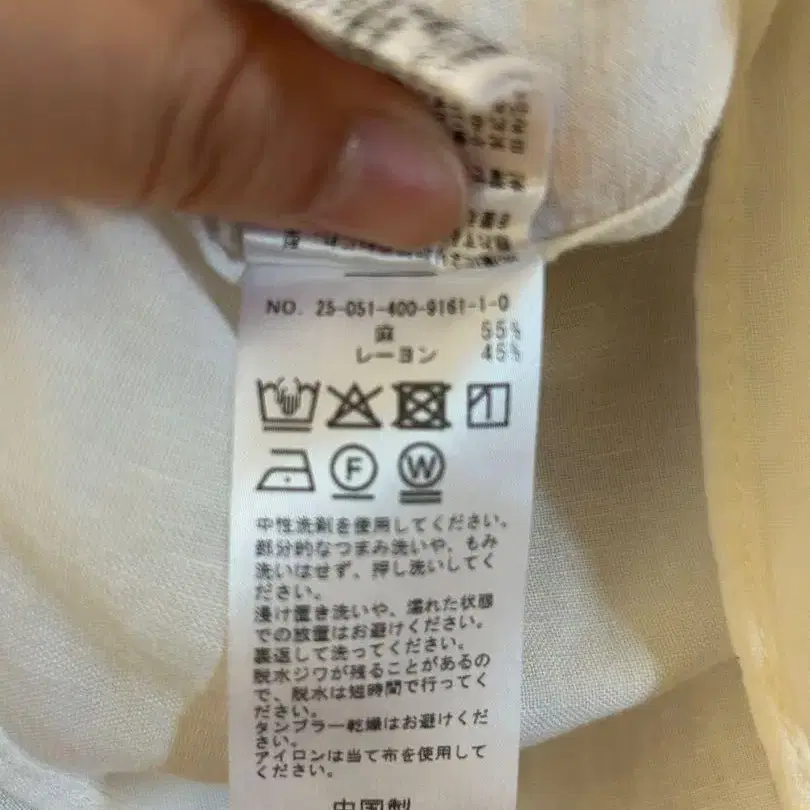 NO. 25-051-400-9161-1-0
麻 55%
レーヨン 45%
F W
中性洗剤を使用してください。
部分的なつまみ洗いや、もみ
洗いはせず、押し洗いしてく
ださい。
浸け置き洗いや、濡れた状態
での放置はお避けください。
裏返して洗ってください。
脱水ジワが残ることがあるの
で、脱水は短時間で行ってく
ださい。
タンブラー乾燥はお避けくだ
さい。
アイロンは当て布を使用して
ください。
中国製